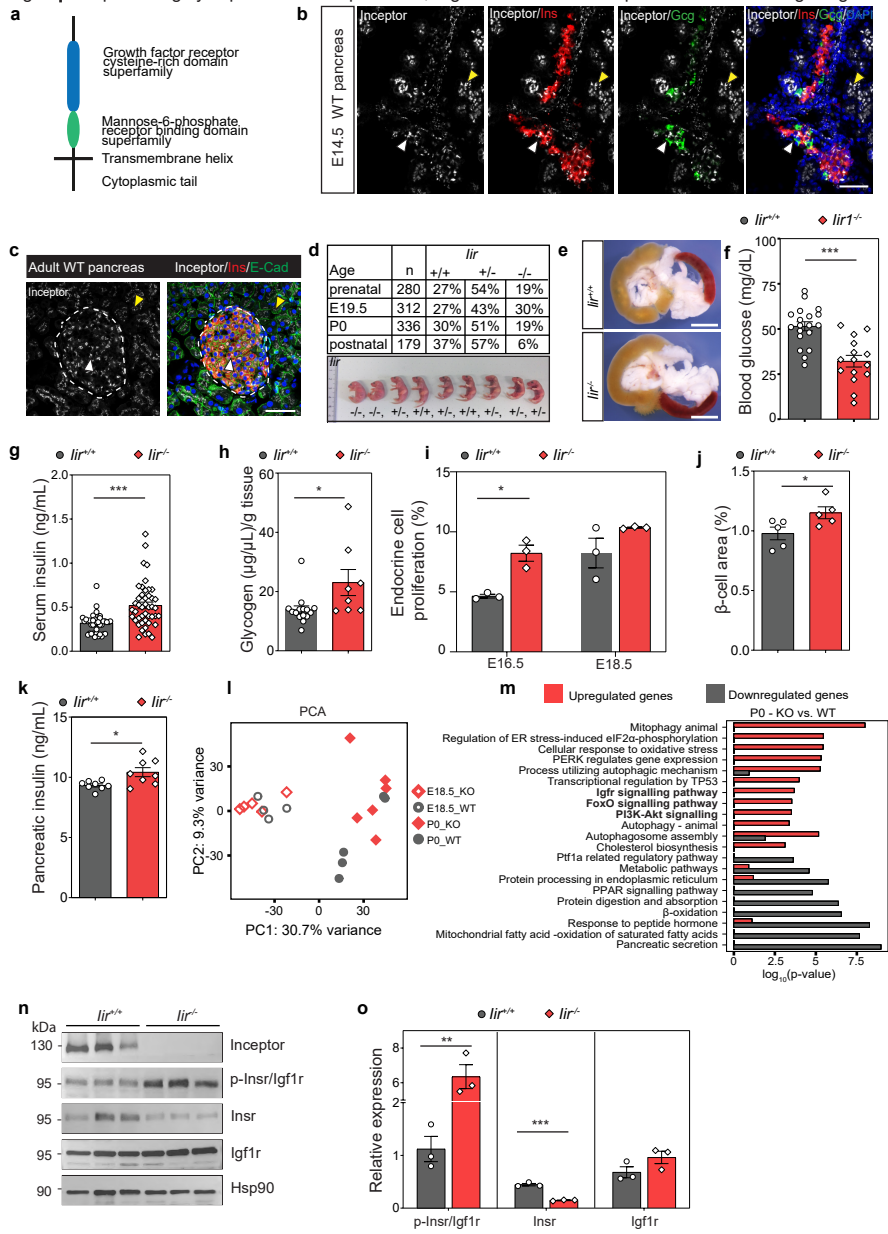 a
Growth factor receptor
cysteine-rich domain
superfamily
Mannose-6-phosphate
receptor binding domain
superfamily
Transmembrane helix
Cytoplasmic tail
b
E14.5 WT pancreas
Inceptor
Inceptor/Ins
Inceptor/Gcg
Inceptor/Ins/Gcg/DAPI
c
Adult WT pancreas
Inceptor/Ins/E-Cad
Inceptor
d
Iir
Age n +/+ +/- -/-
prenatal 280 27% 54% 19%
E19.5 312 27% 43% 30%
P0 336 30% 51% 19%
postnatal 179 37% 57% 6%
Iir
-/-, -/-, +/-, +/+, +/-, +/+, +/-, +/-
e
Iir+/+
Iir-/-
f
Iir+/+
Iir1-/-
Blood glucose (mg/dL)
100
75
50
25
0
***
g
Iir+/+
Iir-/-
Serum insulin (ng/mL)
2.0
1.5
1.0
0.5
0.0
***
h
Iir+/+
Iir-/-
Glycogen (µg/µL)/g tissue
60
40
20
0
*
i
Iir+/+
Iir-/-
Endocrine cell
proliferation (%)
15
10
5
*
E16.5
E18.5
j
Iir+/+
Iir-/-
β-cell area (%)
1.0
0.5
0.0
*
k
Iir+/+
Iir-/-
Pancreatic insulin (ng/mL)
15
10
5
0
*
l
PCA
PC2: 9.3% variance
30
0
-30
-30
0
30
PC1: 30.7% variance
E18.5_KO
E18.5_WT
P0_KO
P0_WT
m
Upregulated genes
Downregulated genes
P0 - KO vs. WT
Mitophagy animal
Regulation of ER stress-induced eIF2α-phosphorylation
Cellular response to oxidative stress
PERK regulates gene expression
Process utilizing autophagic mechanism
Transcriptional regulation by TP53
Igfr signalling pathway
FoxO signalling pathway
PI3K-Akt signalling
Autophagy - animal
Autophagosome assembly
Cholesterol biosynthesis
Ptf1a related regulatory pathway
Metabolic pathways
Protein processing in endoplasmic reticulum
PPAR signalling pathway
Protein digestion and absorption
β-oxidation
Response to peptide hormone
Mitochondrial fatty acid -oxidation of saturated fatty acids
Pancreatic secretion
0 2.5 5 7.5
log10(p-value)
n
Iir+/+
Iir-/-
kDa
130
Inceptor
95
p-Insr/Igf1r
95
Insr
95
Igf1r
90
Hsp90
o
Iir+/+
Iir-/-
Relative expression
8
6
2
1
0
**
***
p-Insr/Igf1r
Insr
Igf1r